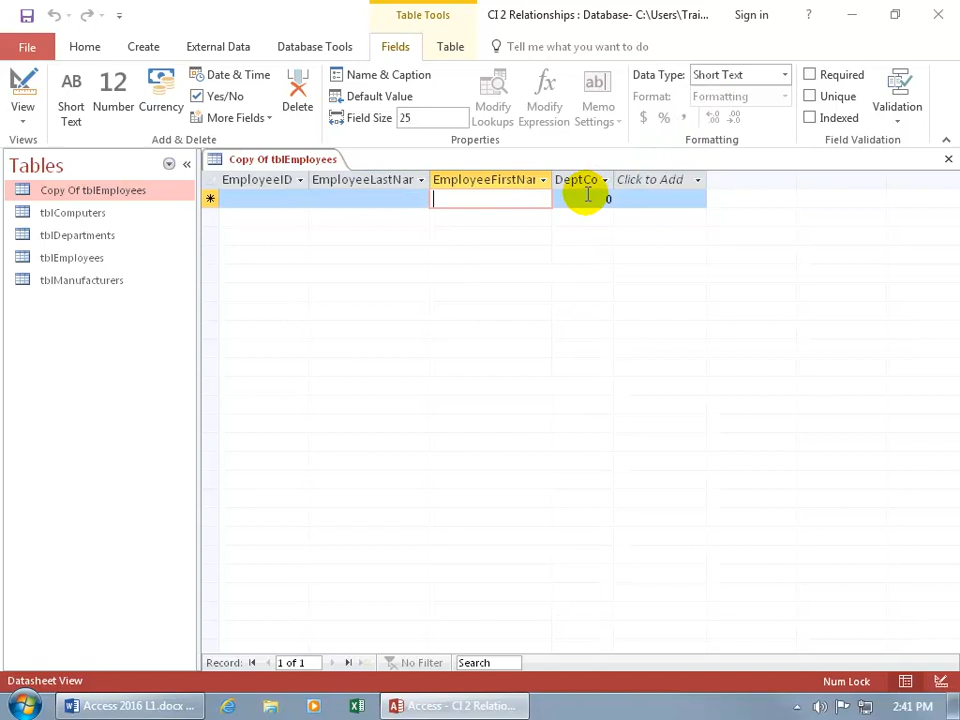 Table Tools
CI 2 Relationships : Database- C:\Users\Trai...
Sign in
?
File
Home
Create
External Data
Database Tools
Fields
Table
Tell me what you want to do
View
AB
Short
Text
12
Number
Currency
Date & Time
Yes/No
More Fields
Delete
Name & Caption
Default Value
Field Size
25
Modify
Lookups
fx
Modify
Expression
ab
Memo
Settings
Data Type:
Short Text
Format:
Formatting
$ % ,
Required
Unique
Indexed
Validation
Views
Add & Delete
Properties
Formatting
Field Validation
Tables
Copy Of tblEmployees
tblComputers
tblDepartments
tblEmployees
tblManufacturers
Copy Of tblEmployees
EmployeeID
EmployeeLastNar
EmployeeFirstNar
DeptCo
Click to Add
0
Record:
1 of 1
No Filter
Search
Datasheet View
Num Lock
Access 2016 L1.docx ...
Access - CI 2 Relatio...
2:41 PM